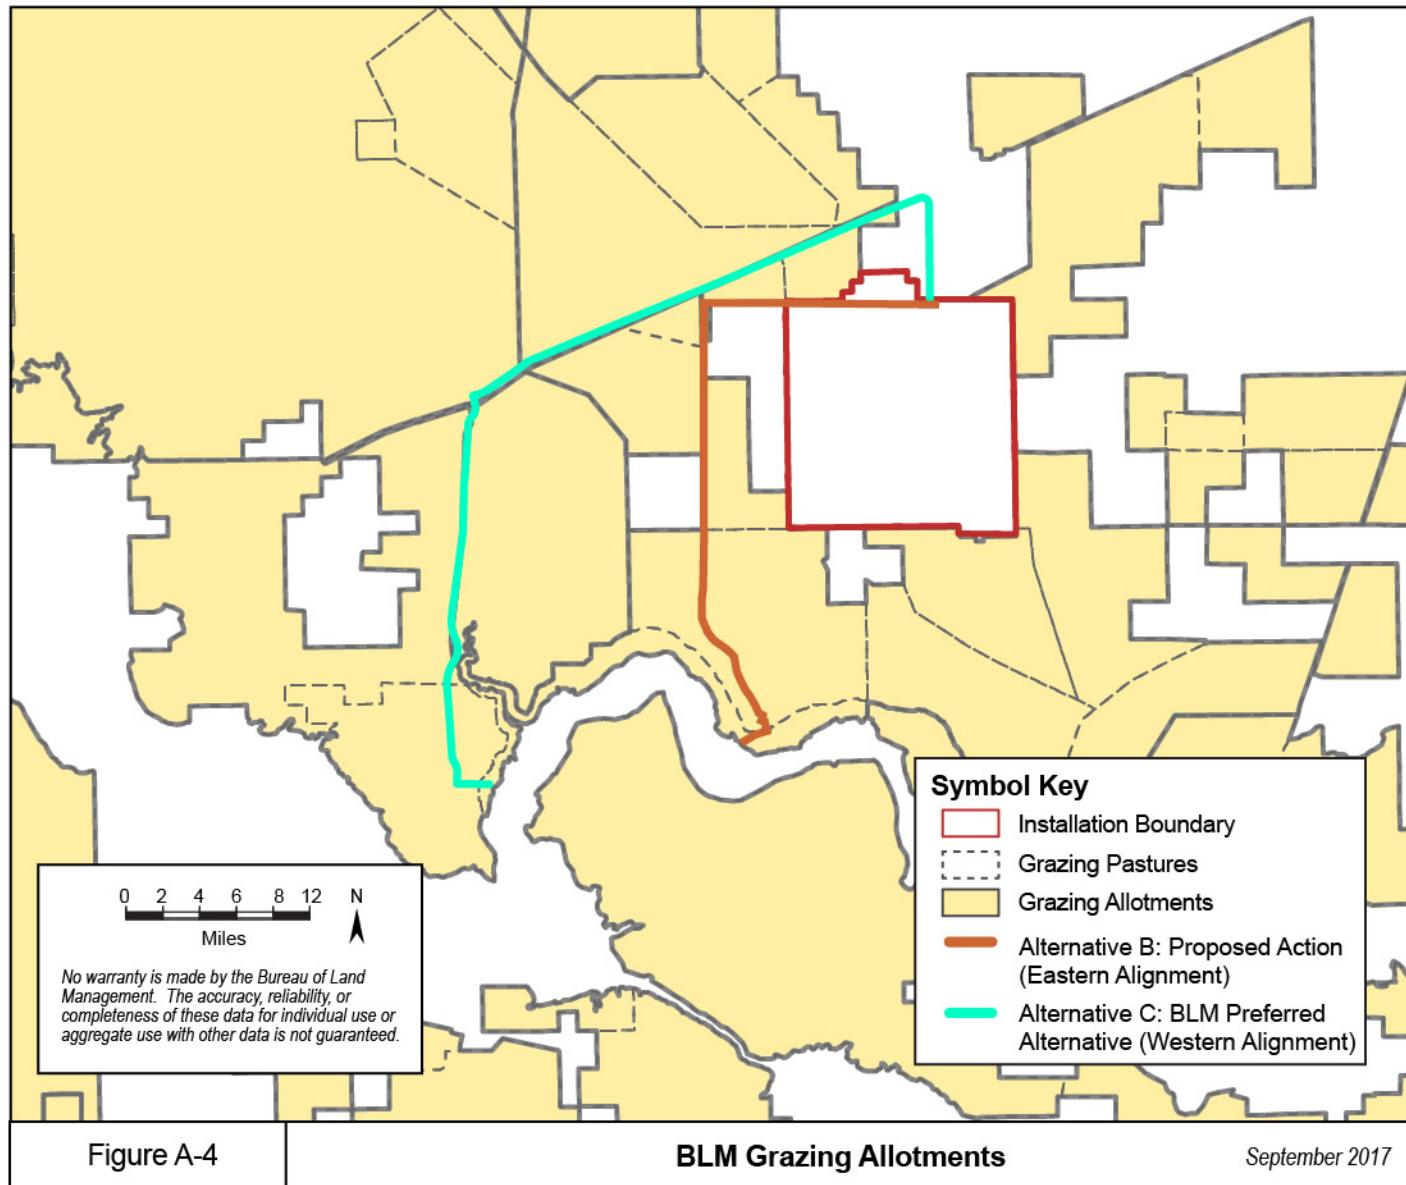 Symbol Key
Installation Boundary
Grazing Pastures
Grazing Allotments
Alternative B: Proposed Action
(Eastern Alignment)
Alternative C: BLM Preferred
Alternative (Western Alignment)
0 2 4 6 8 12 N
Miles
No warranty is made by the Bureau of Land
Management. The accuracy, reliability, or
completeness of these data for individual use or
aggregate use with other data is not guaranteed.
Figure A-4
BLM Grazing Allotments
September 2017